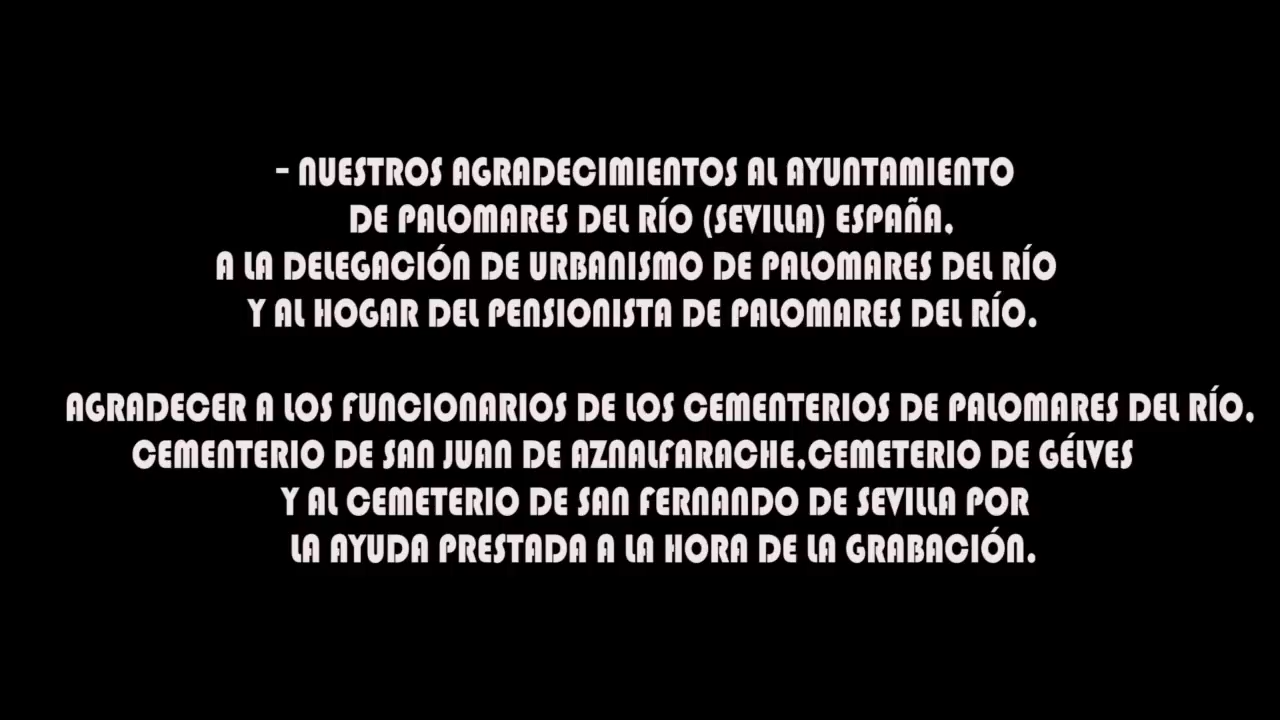 - NUESTROS AGRADECIMIENTOS AL AYUNTAMIENTO
DE PALOMARES DEL RÍO (SEVILLA) ESPAÑA,
A LA DELEGACIÓN DE URBANISMO DE PALOMARES DEL RÍO
Y AL HOGAR DEL PENSIONISTA DE PALOMARES DEL RÍO.
AGRADECER A LOS FUNCIONARIOS DE LOS CEMENTERIOS DE PALOMARES DEL RÍO,
CEMENTERIO DE SAN JUAN DE AZNALFARACHE,CEMETERIO DE GÉLVES
Y AL CEMETERIO DE SAN FERNANDO DE SEVILLA POR
LA AYUDA PRESTADA A LA HORA DE LA GRABACIÓN.